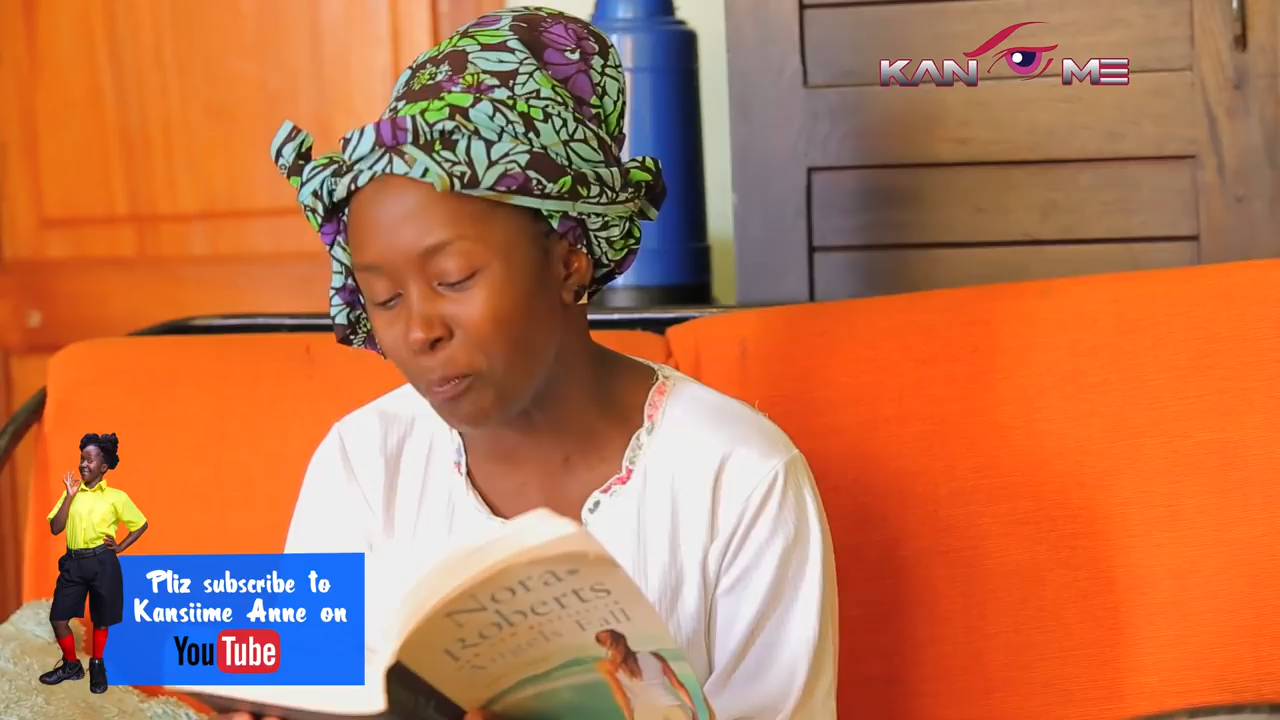 KAN ME
Pliz subscribe to
Kansiime Anne on
YouTube
Nora
Roberts
Angels Fall